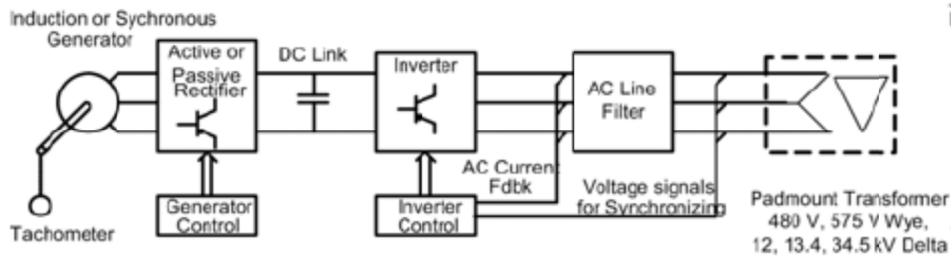 Induction or Sychronous
Generator
Active or
Passive
Rectifier
DC Link
Inverter
AC Line
Filter
AC Current
Fdbk
Voltage signals
for Synchronizing
Generator
Control
Inverter
Control
Tachometer
Padmount Transformer
480 V, 575 V Wye,
12, 13.4, 34.5 kV Delta